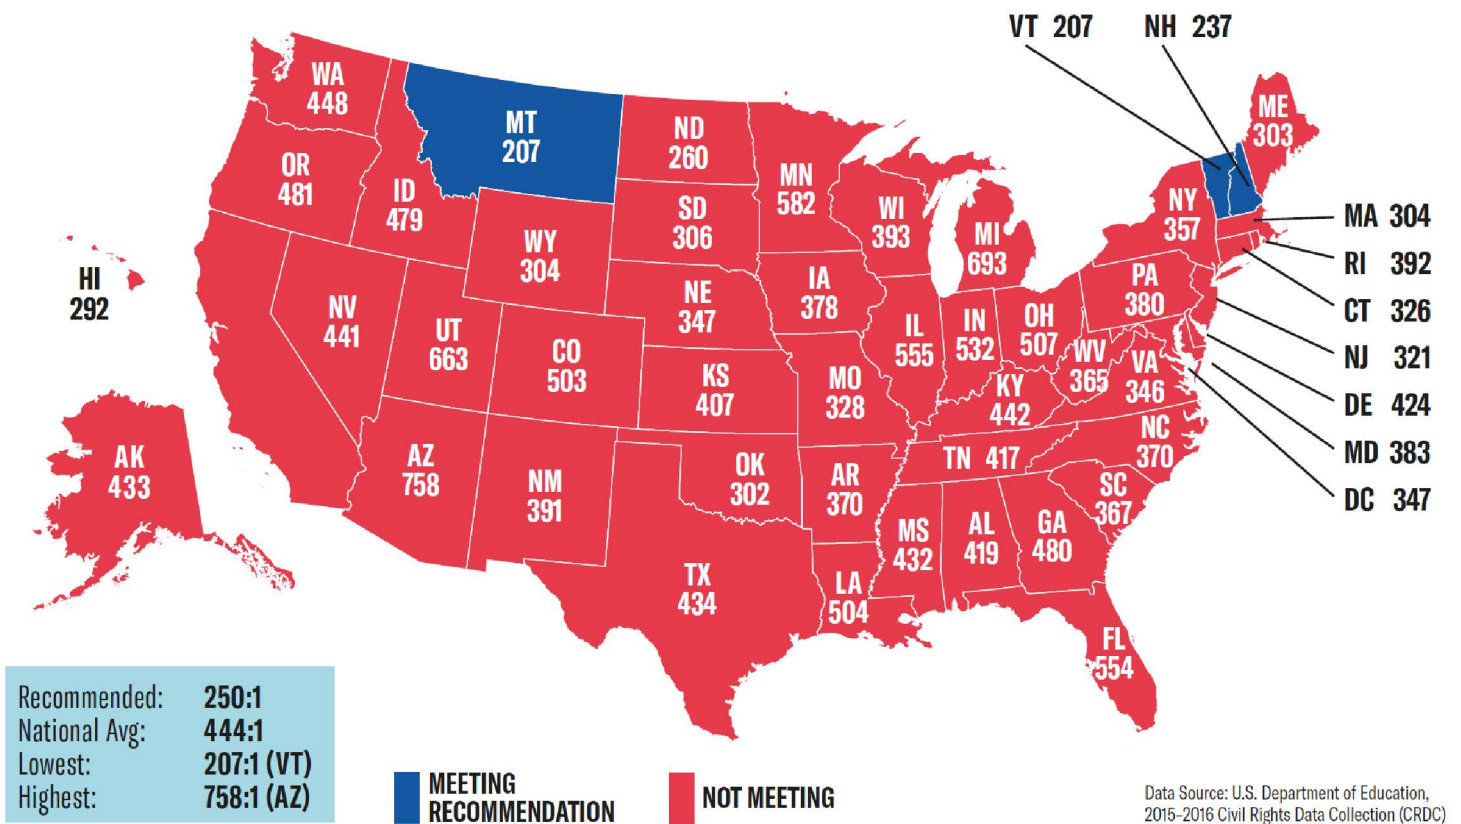 VT 207
NH 237
WA
448
MT
207
ND
260
ME
303
OR
481
ID
479
MN
582
SD
306
WI
393
MI
693
NY
357
MA 304
WY
304
RI 392
HI
292
NV
441
UT
663
NE
347
IA
378
PA
380
CT 326
CO
503
IL
555
IN
532
OH
507
NJ 321
WV
365
VA
346
KS
407
MO
328
KY
442
DE 424
AK
433
AZ
758
NM
391
OK
302
AR
370
TN 417
NC
370
MD 383
SC
367
DC 347
MS
432
AL
419
GA
480
TX
434
LA
504
FL
554
Recommended: 250:1
National Avg: 444:1
Lowest: 207:1 (VT)
Highest: 758:1 (AZ)
MEETING
RECOMMENDATION
NOT MEETING
Data Source: U.S. Department of Education,
2015–2016 Civil Rights Data Collection (CRDC)